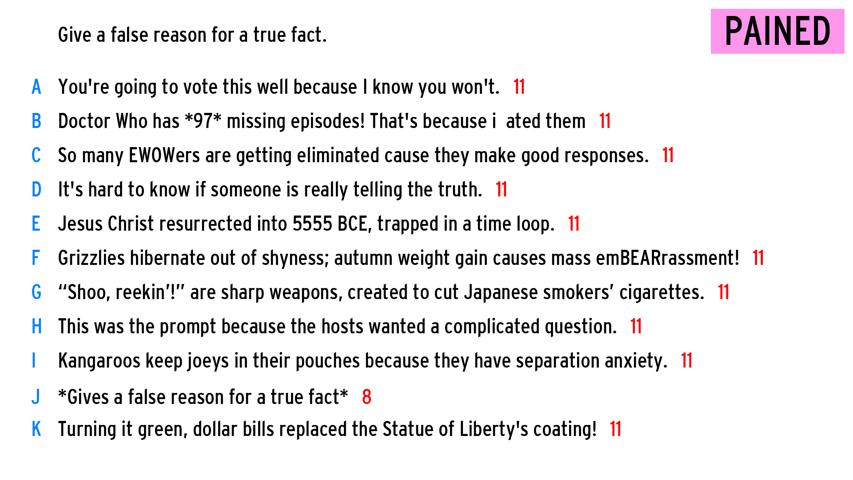 Give a false reason for a true fact.
PAINED
A You're going to vote this well because I know you won't. 11
B Doctor Who has *97* missing episodes! That's because i  ated them 11
C So many EWOWers are getting eliminated cause they make good responses. 11
D It's hard to know if someone is really telling the truth. 11
E Jesus Christ resurrected into 5555 BCE, trapped in a time loop. 11
F Grizzlies hibernate out of shyness; autumn weight gain causes mass emBEARrassment! 11
G “Shoo, reekin’!” are sharp weapons, created to cut Japanese smokers’ cigarettes. 11
H This was the prompt because the hosts wanted a complicated question. 11
I Kangaroos keep joeys in their pouches because they have separation anxiety. 11
J *Gives a false reason for a true fact* 8
K Turning it green, dollar bills replaced the Statue of Liberty's coating! 11